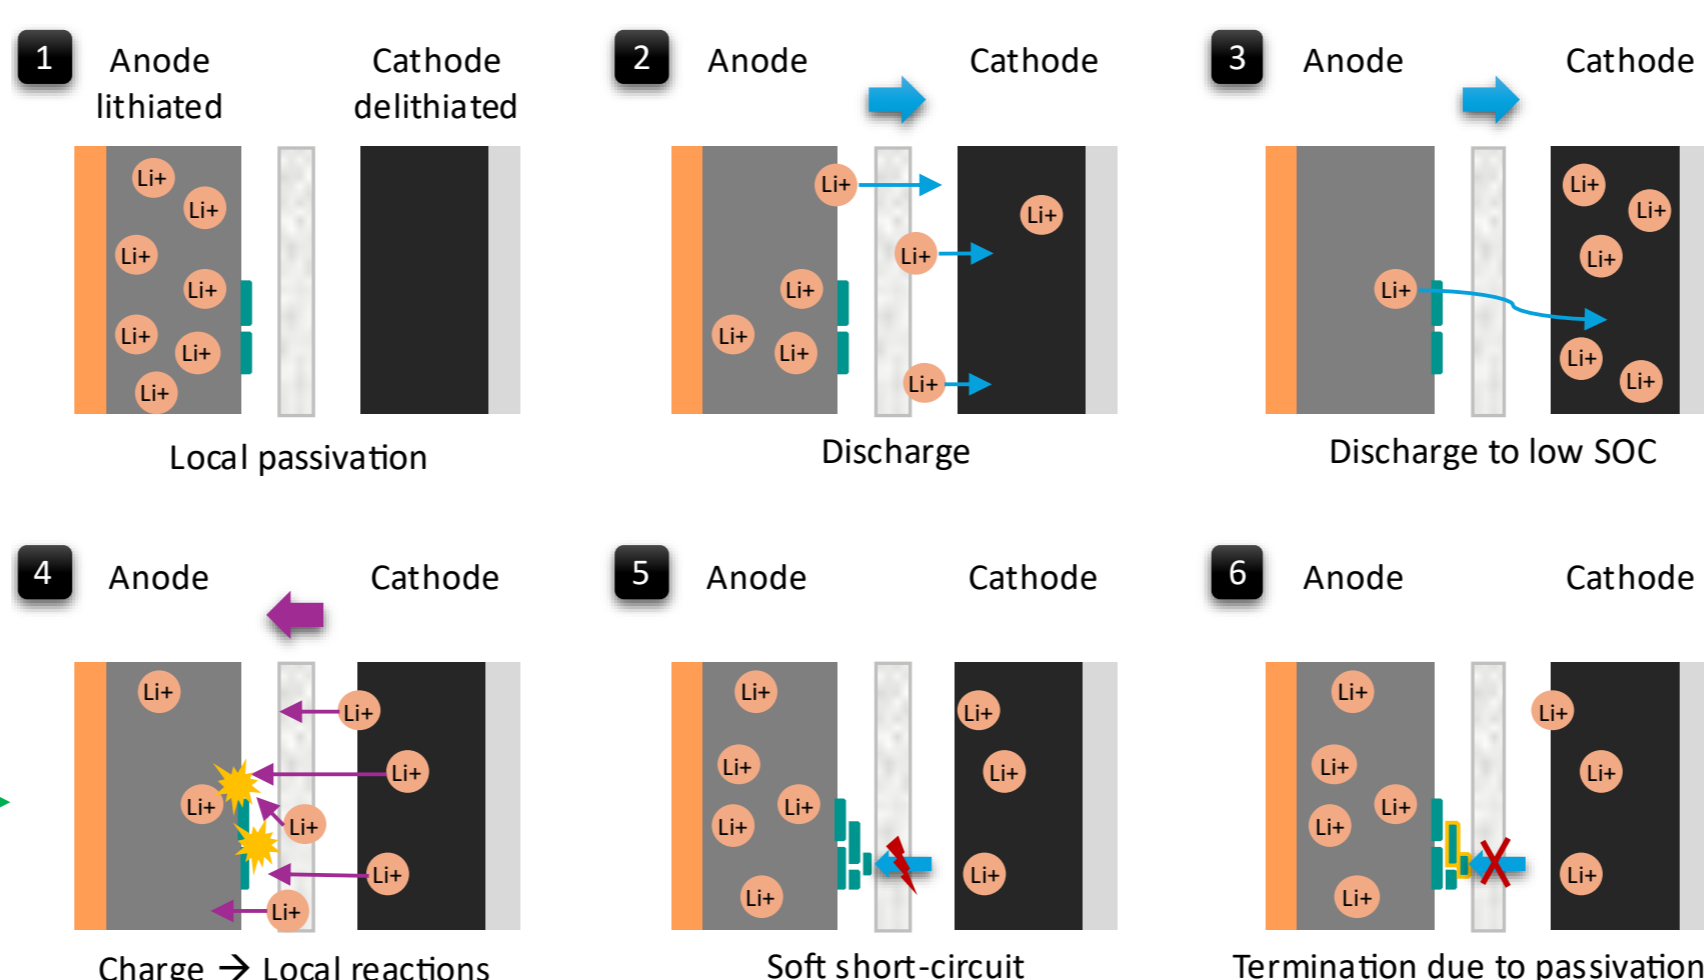 1
Anode
lithiated
Cathode
delithiated
Li+
Li+
Li+
Li+
Li+
Li+
Li+
Local passivation
2
Anode
Cathode
Li+
Li+
Li+
Li+
Li+
Li+
Li+
Discharge
3
Anode
Cathode
Li+
Li+
Li+
Li+
Li+
Li+
Discharge to low SOC
4
Anode
Cathode
Li+
Li+
Li+
Li+
Li+
Li+
Li+
Charge → Local reactions
5
Anode
Cathode
Li+
Li+
Li+
Li+
Li+
Li+
Li+
Li+
Soft short-circuit
6
Anode
Cathode
Li+
Li+
Li+
Li+
Li+
Li+
Li+
Li+
Termination due to passivation